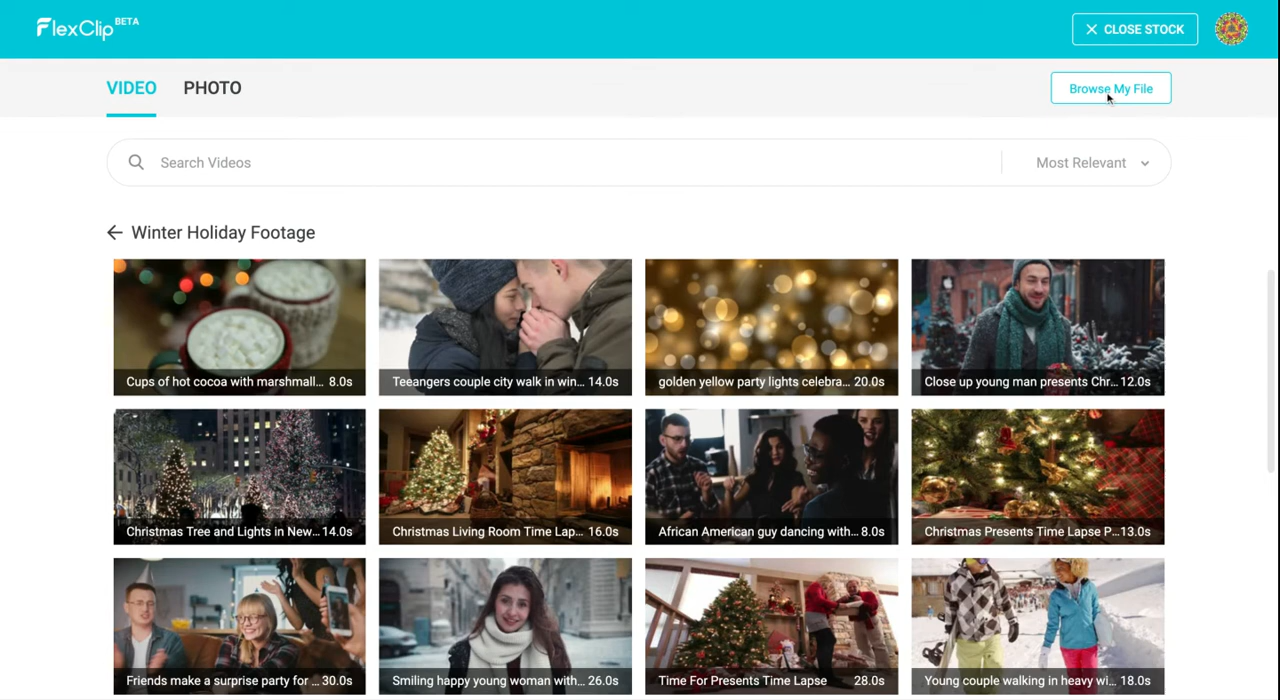 FlexClip BETA
CLOSE STOCK
VIDEO PHOTO
Browse My File
Search Videos
Most Relevant
Winter Holiday Footage
Cups of hot cocoa with marshmall... 8.0s
Teeangers couple city walk in win... 14.0s
golden yellow party lights celebra... 20.0s
Close up young man presents Chr... 12.0s
Christmas Tree and Lights in New... 14.0s
Christmas Living Room Time Lap... 16.0s
African American guy dancing with... 8.0s
Christmas Presents Time Lapse P... 13.0s
Friends make a surprise party for ... 30.0s
Smiling happy young woman with... 26.0s
Time For Presents Time Lapse 28.0s
Young couple walking in heavy wi... 18.0s